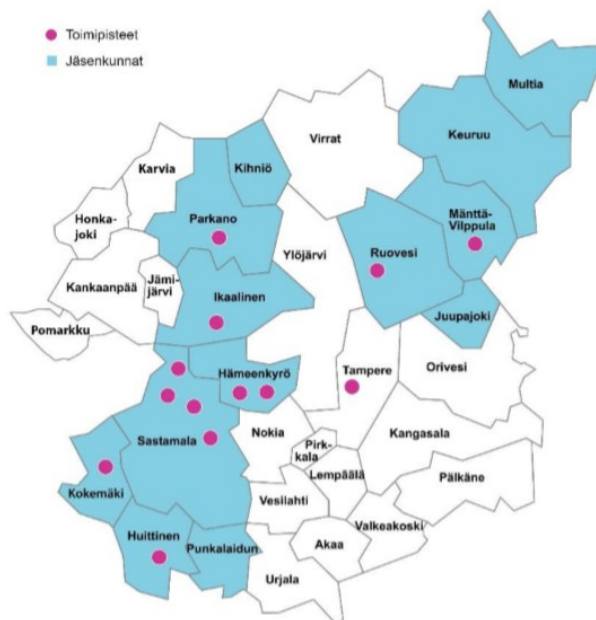 Toimipisteet
Jäsenkunnat
Multia
Virrat
Keuruu
Karvia
Kihniö
Honka-
joki
Parkano
Mänttä-
Vilppula
Ylöjärvi
Ruovesi
Kankaanpää
Jämi-
järvi
Ikaalinen
Juupajoki
Pomarkku
Hämeenkyrö
Tampere
Orivesi
Sastamala
Nokia
Pirk-
kala
Kangasala
Lempäälä
Pälkäne
Kokemäki
Vesilahti
Valkeakoski
Huittinen
Punkalaidun
Akaa
Urjala